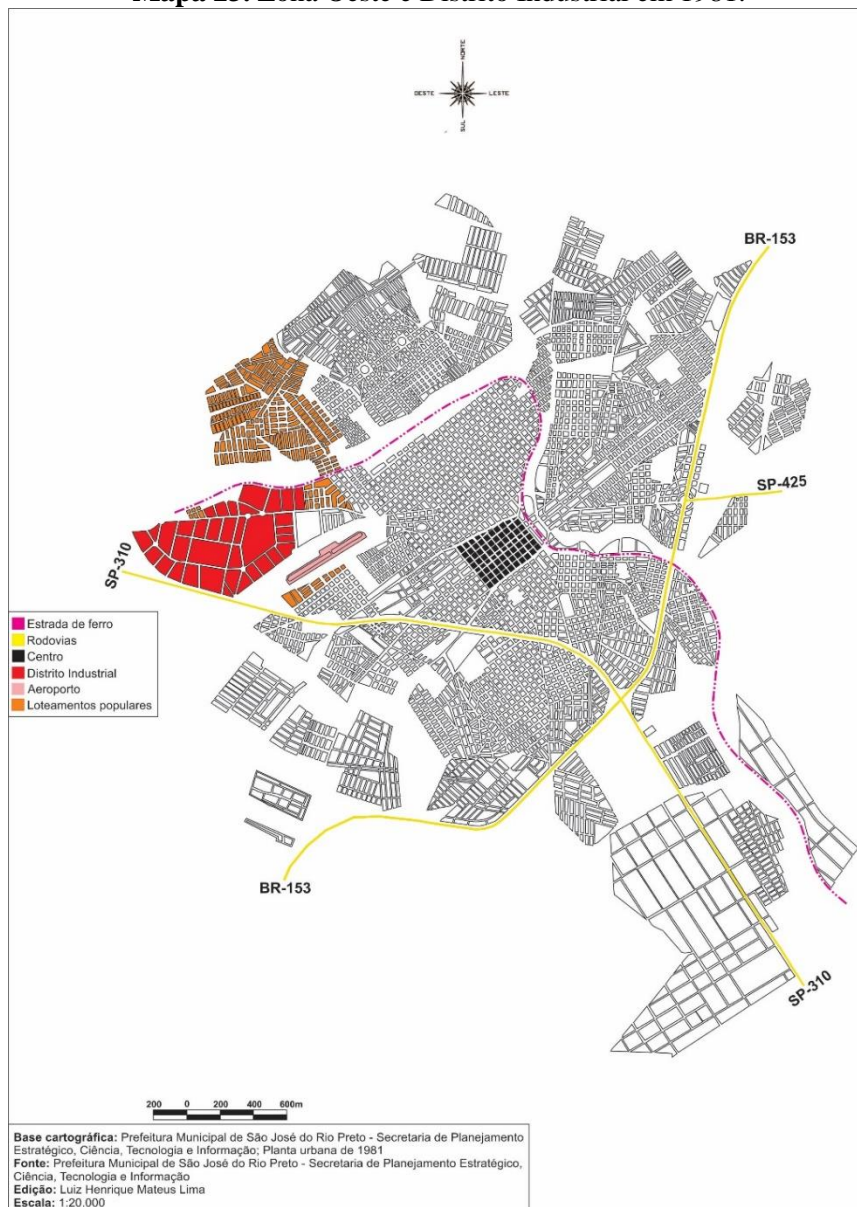 Mapa 23: Zona Oeste e Distrito Industrial em 1981.
NORTE
OESTE
LESTE
SUL
BR-153
SP-425
SP-310
Estrada de ferro
Rodovias
Centro
Distrito Industrial
Aeroporto
Loteamentos populares
BR-153
SP-310
200 0 200 400 600m
Base cartográfica: Prefeitura Municipal de São José do Rio Preto - Secretaria de Planejamento
Estratégico, Ciência, Tecnologia e Informação; Planta urbana de 1981
Fonte: Prefeitura Municipal de São José do Rio Preto - Secretaria de Planejamento Estratégico,
Ciência, Tecnologia e Informação
Edição: Luiz Henrique Mateus Lima
Escala: 1:20.000